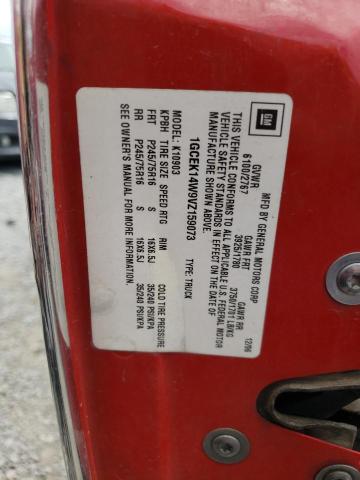 GM
MFD BY GENERAL MOTORS CORP 12/96
GVWR GAWR FRT GAWR RR
6100/2767 3925/1780 3750/1701 LB/KG
THIS VEHICLE CONFORMS TO ALL APPLICABLE U.S. FEDERAL MOTOR
VEHICLE SAFETY STANDARDS IN EFFECT ON THE DATE OF
MANUFACTURE SHOWN ABOVE.
1GCEK14W9VZ159073 TYPE: TRUCK
MODEL: K10903
KPBH TIRE SIZE SPEED RTG RIM COLD TIRE PRESSURE
FRT P245/75R16 S 16X6.5J 35/240 PSI/KPA
RR P245/75R16 S 16X6.5J 35/240 PSI/KPA
SEE OWNER'S MANUAL FOR MORE INFORMATION.